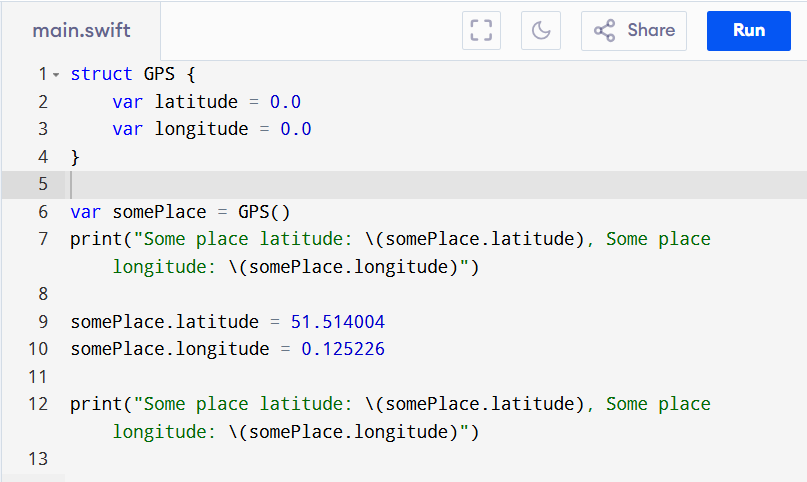 main.swift
Share
Run
1 struct GPS {
2     var latitude = 0.0
3     var longitude = 0.0
4 }
5
6 var somePlace = GPS()
7 print("Some place latitude: \(somePlace.latitude), Some place
    longitude: \(somePlace.longitude)")
8
9 somePlace.latitude = 51.514004
10 somePlace.longitude = 0.125226
11
12 print("Some place latitude: \(somePlace.latitude), Some place
    longitude: \(somePlace.longitude)")
13